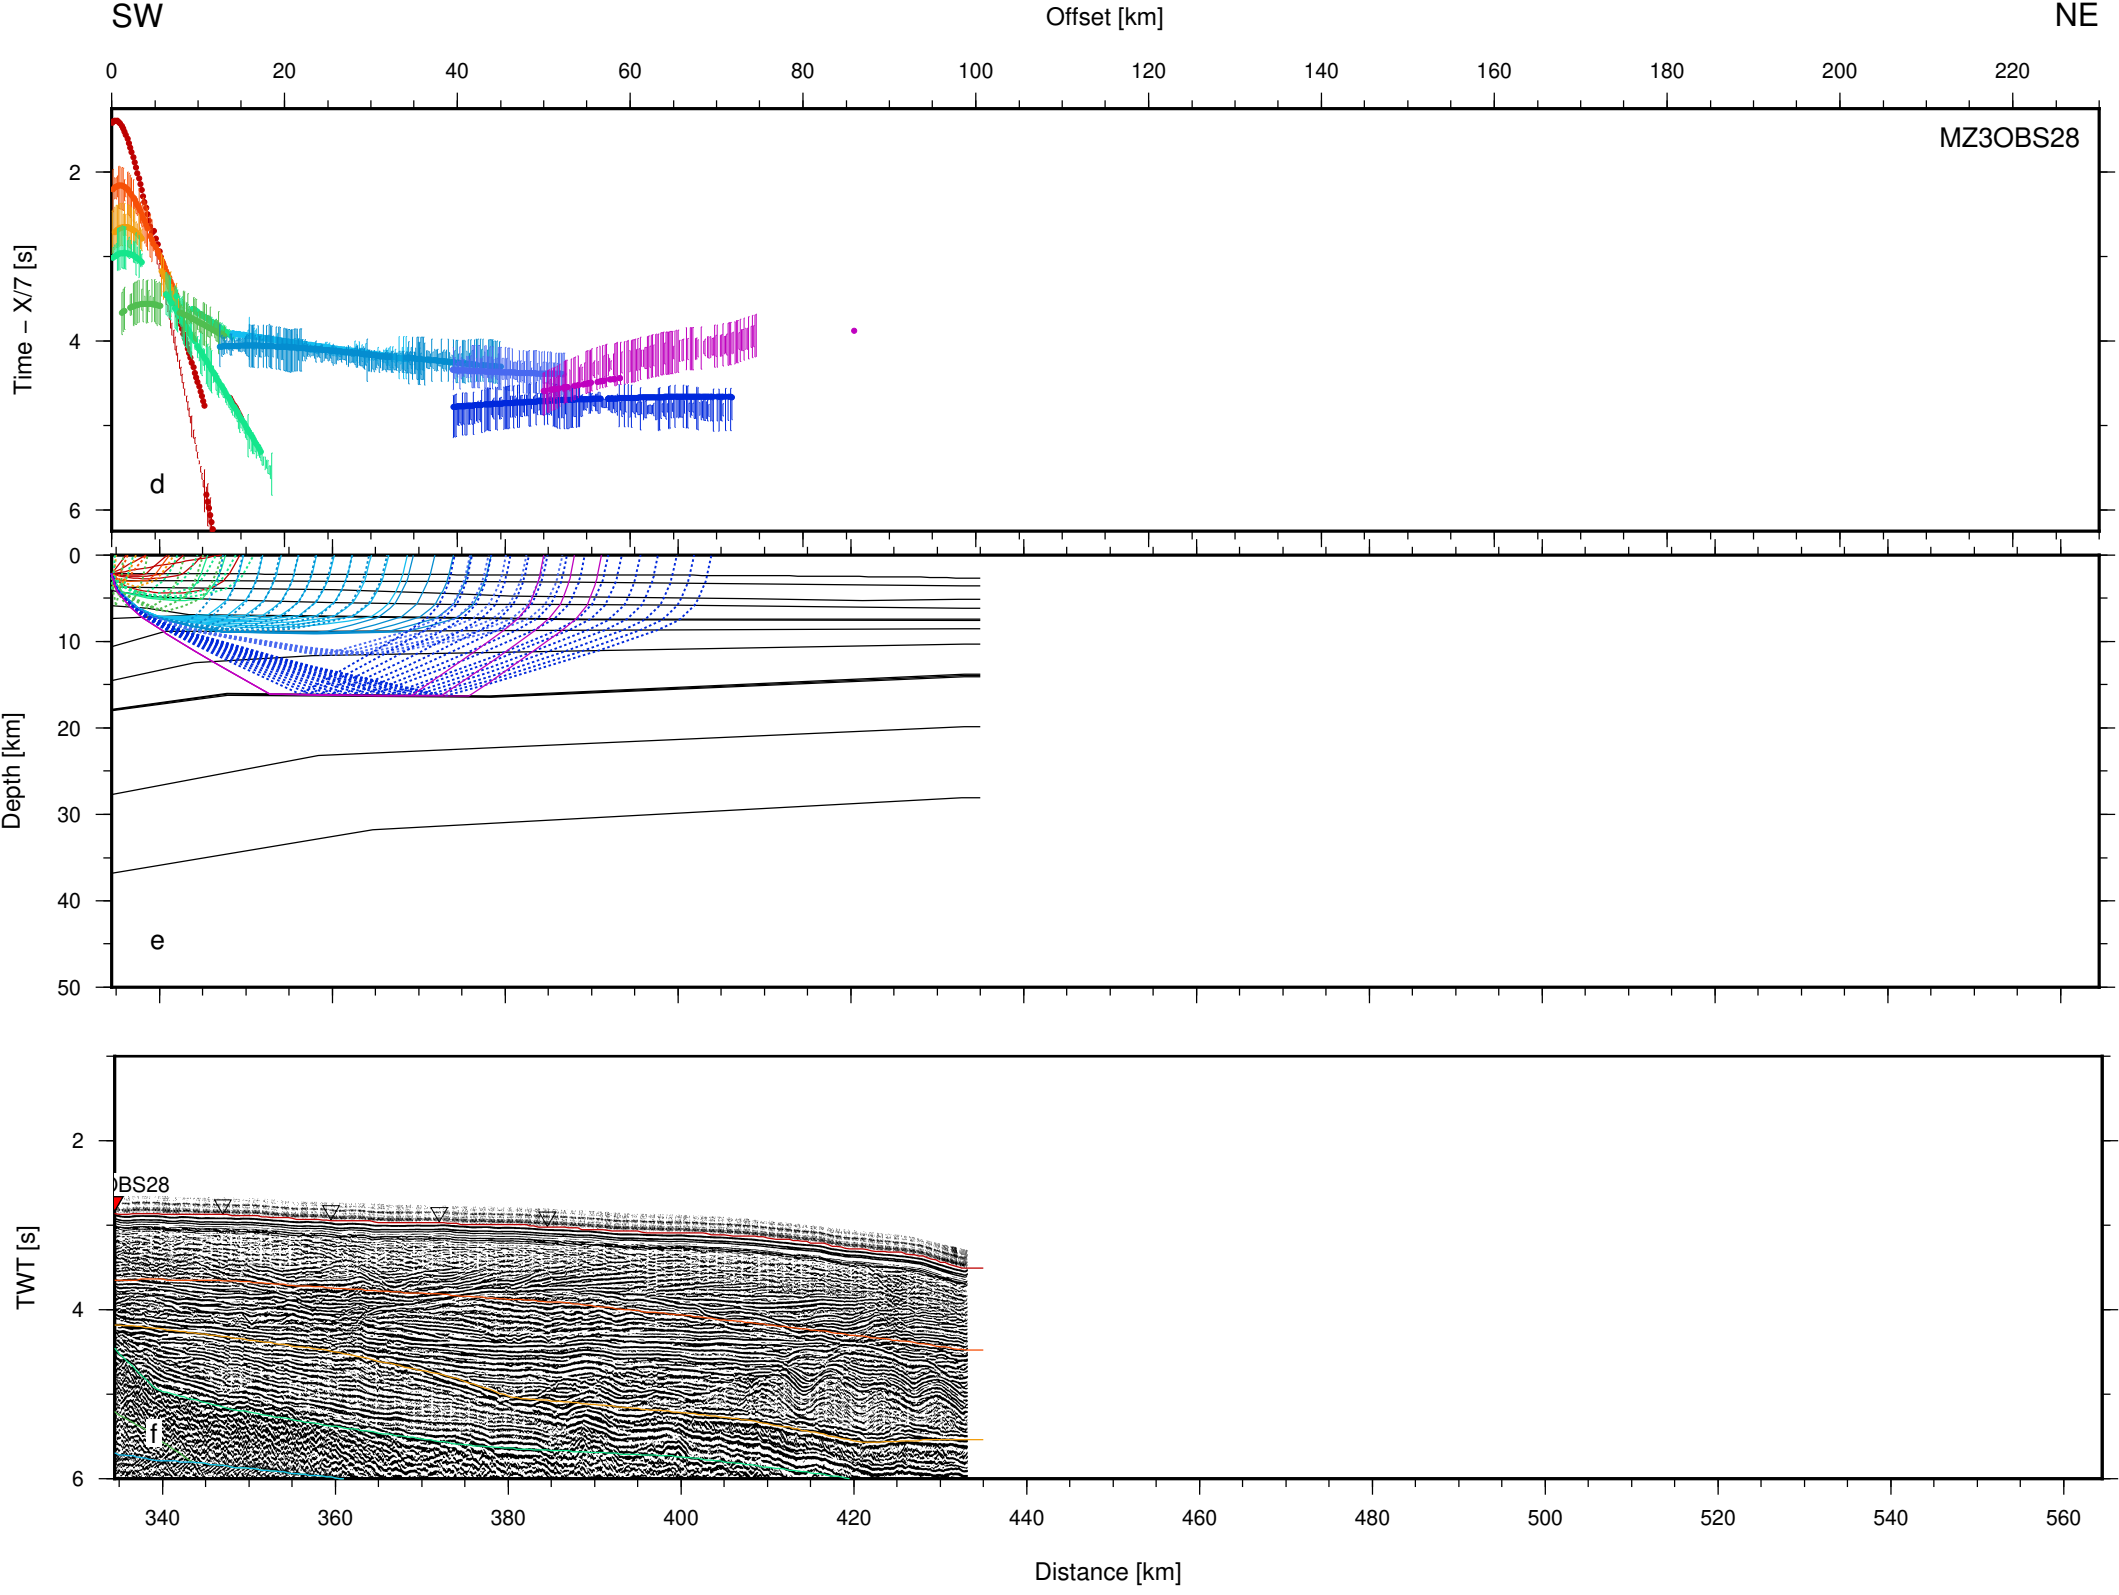 SW Offset [km] NE
0 20 40 60 80 100 120 140 160 180 200 220
MZ3OBS28
Time – X/7 [s]
2
4
6
d
Depth [km]
0
10
20
30
40
50
e
TWT [s]
2
4
6
OBS28
f
340 360 380 400 420 440 460 480 500 520 540 560
Distance [km]